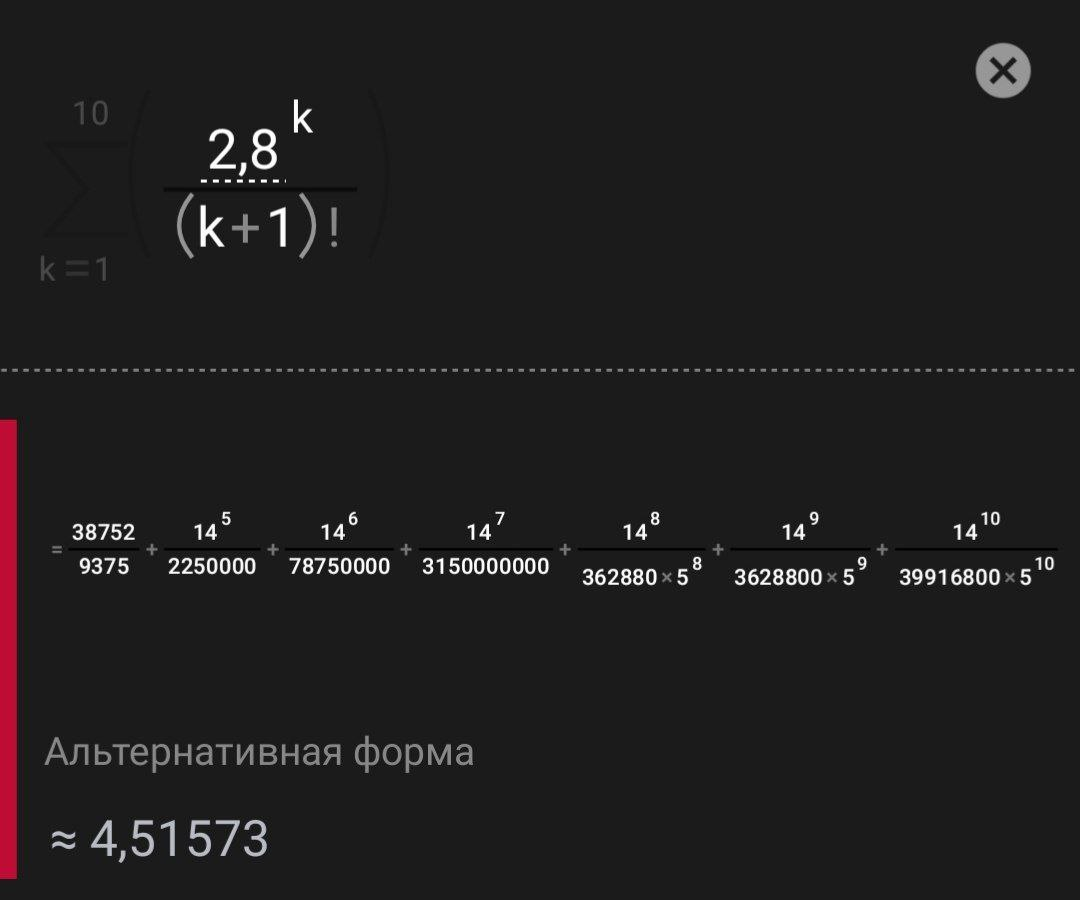 10
∑ ( 2,8^k / (k+1)! )
k=1
= 38752/9375 + 14^5/2250000 + 14^6/78750000 + 14^7/3150000000 + 14^8/(362880×5^8) + 14^9/(3628800×5^9) + 14^10/(39916800×5^10)
Альтернативная форма
≈ 4,51573